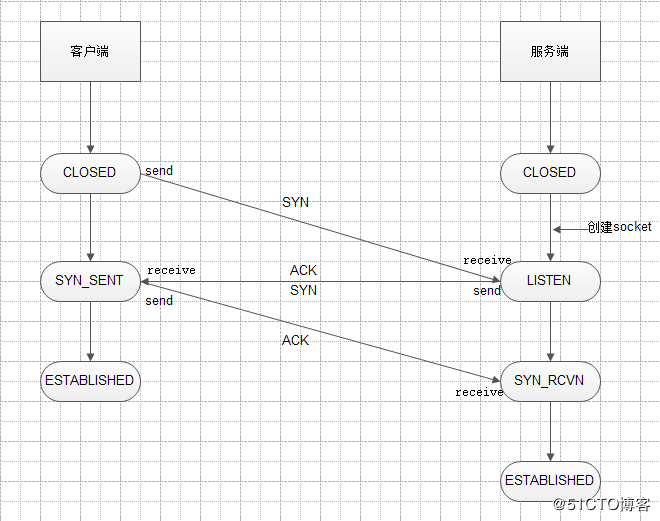 客户端
服务端
CLOSED
send
CLOSED
SYN
创建socket
receive
receive
ACK
SYN_SENT
LISTEN
SYN
send
send
ACK
ESTABLISHED
SYN_RCVN
receive
ESTABLISHED
@51CTO博客